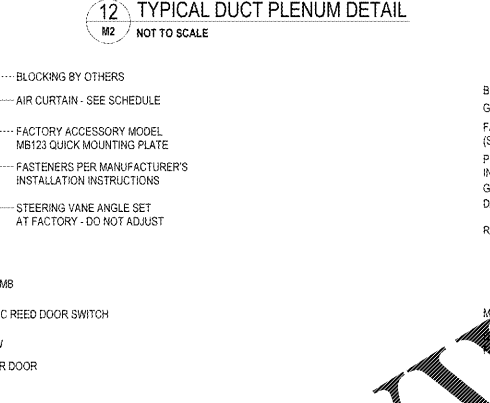 12 TYPICAL DUCT PLENUM DETAIL
M2 NOT TO SCALE
BLOCKING BY OTHERS
AIR CURTAIN - SEE SCHEDULE
FACTORY ACCESSORY MODEL
MB123 QUICK MOUNTING PLATE
FASTENERS PER MANUFACTURER'S
INSTALLATION INSTRUCTIONS
STEERING VANE ANGLE SET
AT FACTORY - DO NOT ADJUST
MB
C REED DOOR SWITCH
R DOOR
B
G
F
(S
P
IN
G
D
R
M